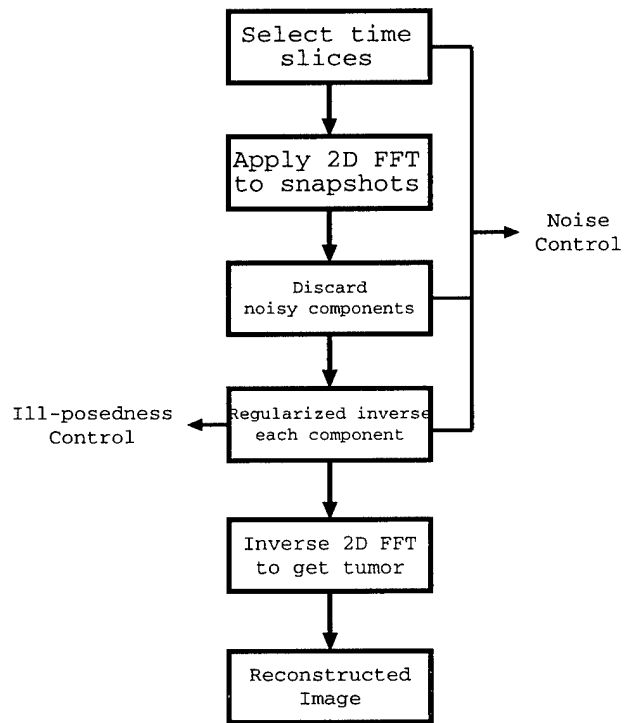 Select time
slices
Apply 2D FFT
to snapshots
Noise
Control
Discard
noisy components
Ill-posedness
Control
Regularized inverse
each component
Inverse 2D FFT
to get tumor
Reconstructed
Image